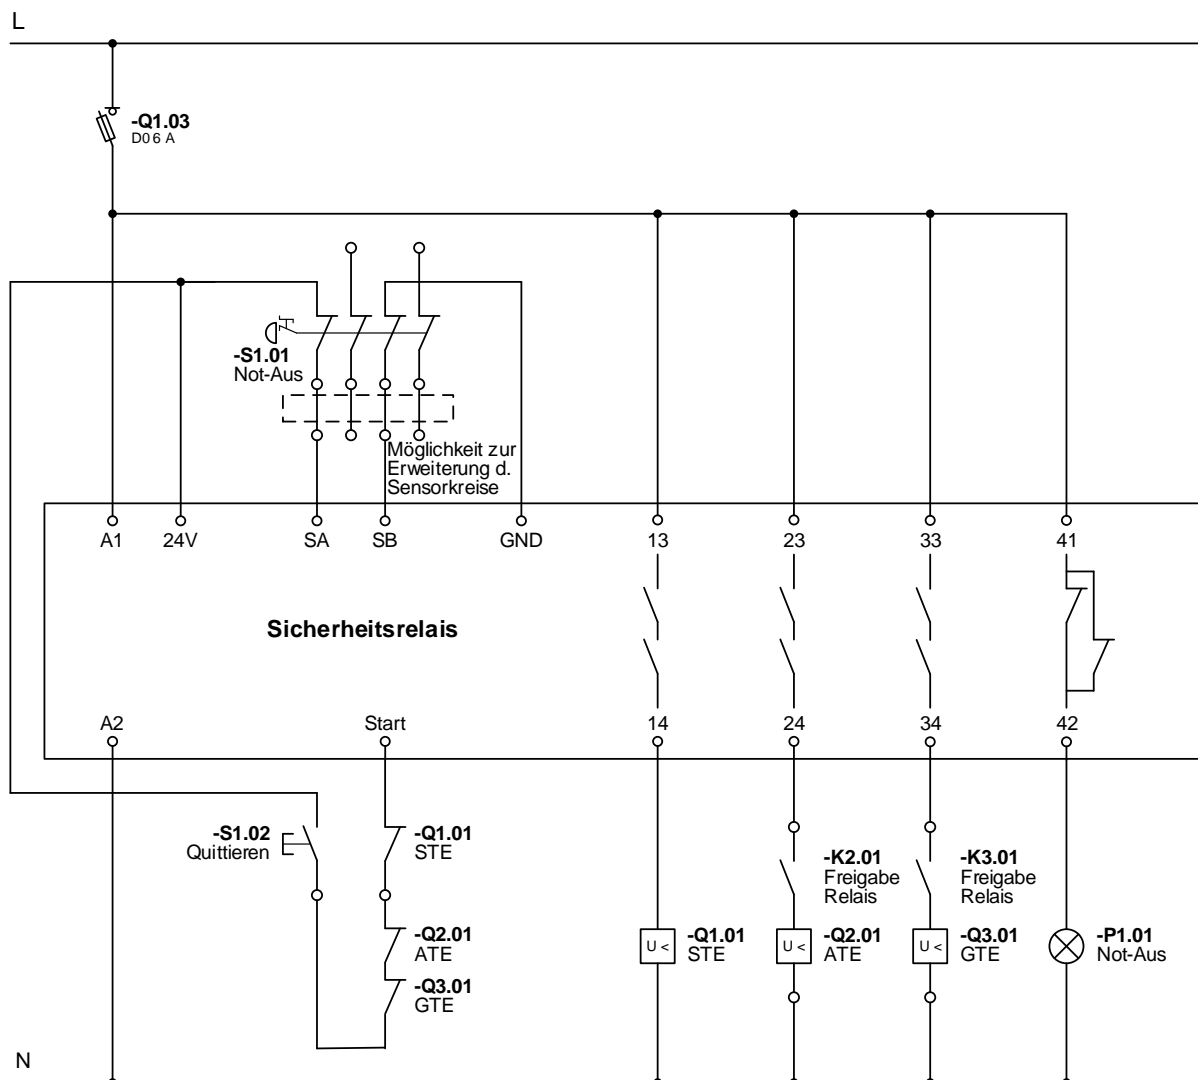 L
-Q1.03
D0 6 A
-S1.01
Not-Aus
Möglichkeit zur
Erweiterung d.
Sensorkreise
A1
24V
SA
SB
GND
13
23
33
41
Sicherheitsrelais
A2
Start
14
24
34
42
-S1.02
Quittieren
-Q1.01
STE
-K2.01
Freigabe
Relais
-K3.01
Freigabe
Relais
-Q2.01
ATE
-Q3.01
GTE
U <
-Q1.01
STE
U <
-Q2.01
ATE
U <
-Q3.01
GTE
-P1.01
Not-Aus
N